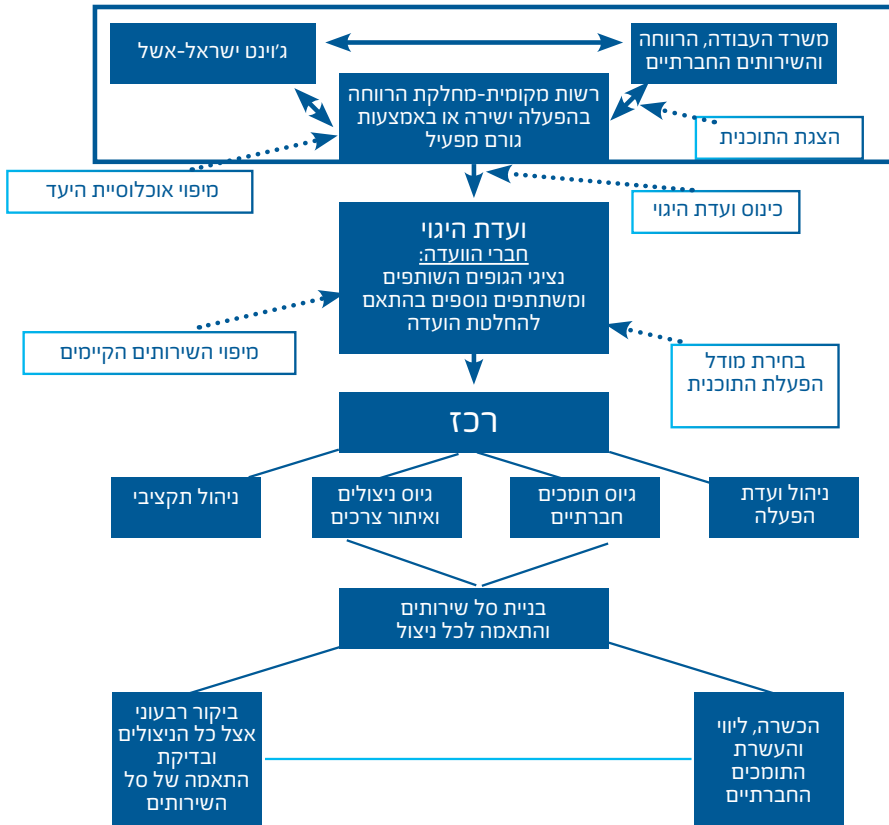 משרד העבודה, הרווחה
והשירותים החברתיים
ג'וינט ישראל-אשל
רשות מקומית-מחלקת הרווחה
בהפעלה ישירה או באמצעות
גורם מפעיל
הצגת התוכנית
מיפוי אוכלוסיית היעד
כינוס ועדת היגוי
ועדת היגוי
חברי הוועדה:
נציגי הגופים השותפים
ומשתתפים נוספים בהתאם
להחלטת הועדה
מיפוי השירותים הקיימים
בחירת מודל
הפעלת התוכנית
רכז
ניהול ועדת
הפעלה
גיוס תומכים
חברתיים
גיוס ניצולים
ואיתור צרכים
ניהול תקציבי
בניית סל שירותים
והתאמה לכל ניצול
הכשרה, ליווי
והעשרת
התומכים
החברתיים
ביקור רבעוני
אצל כל הניצולים
ובדיקת
התאמה של סל
השירותים